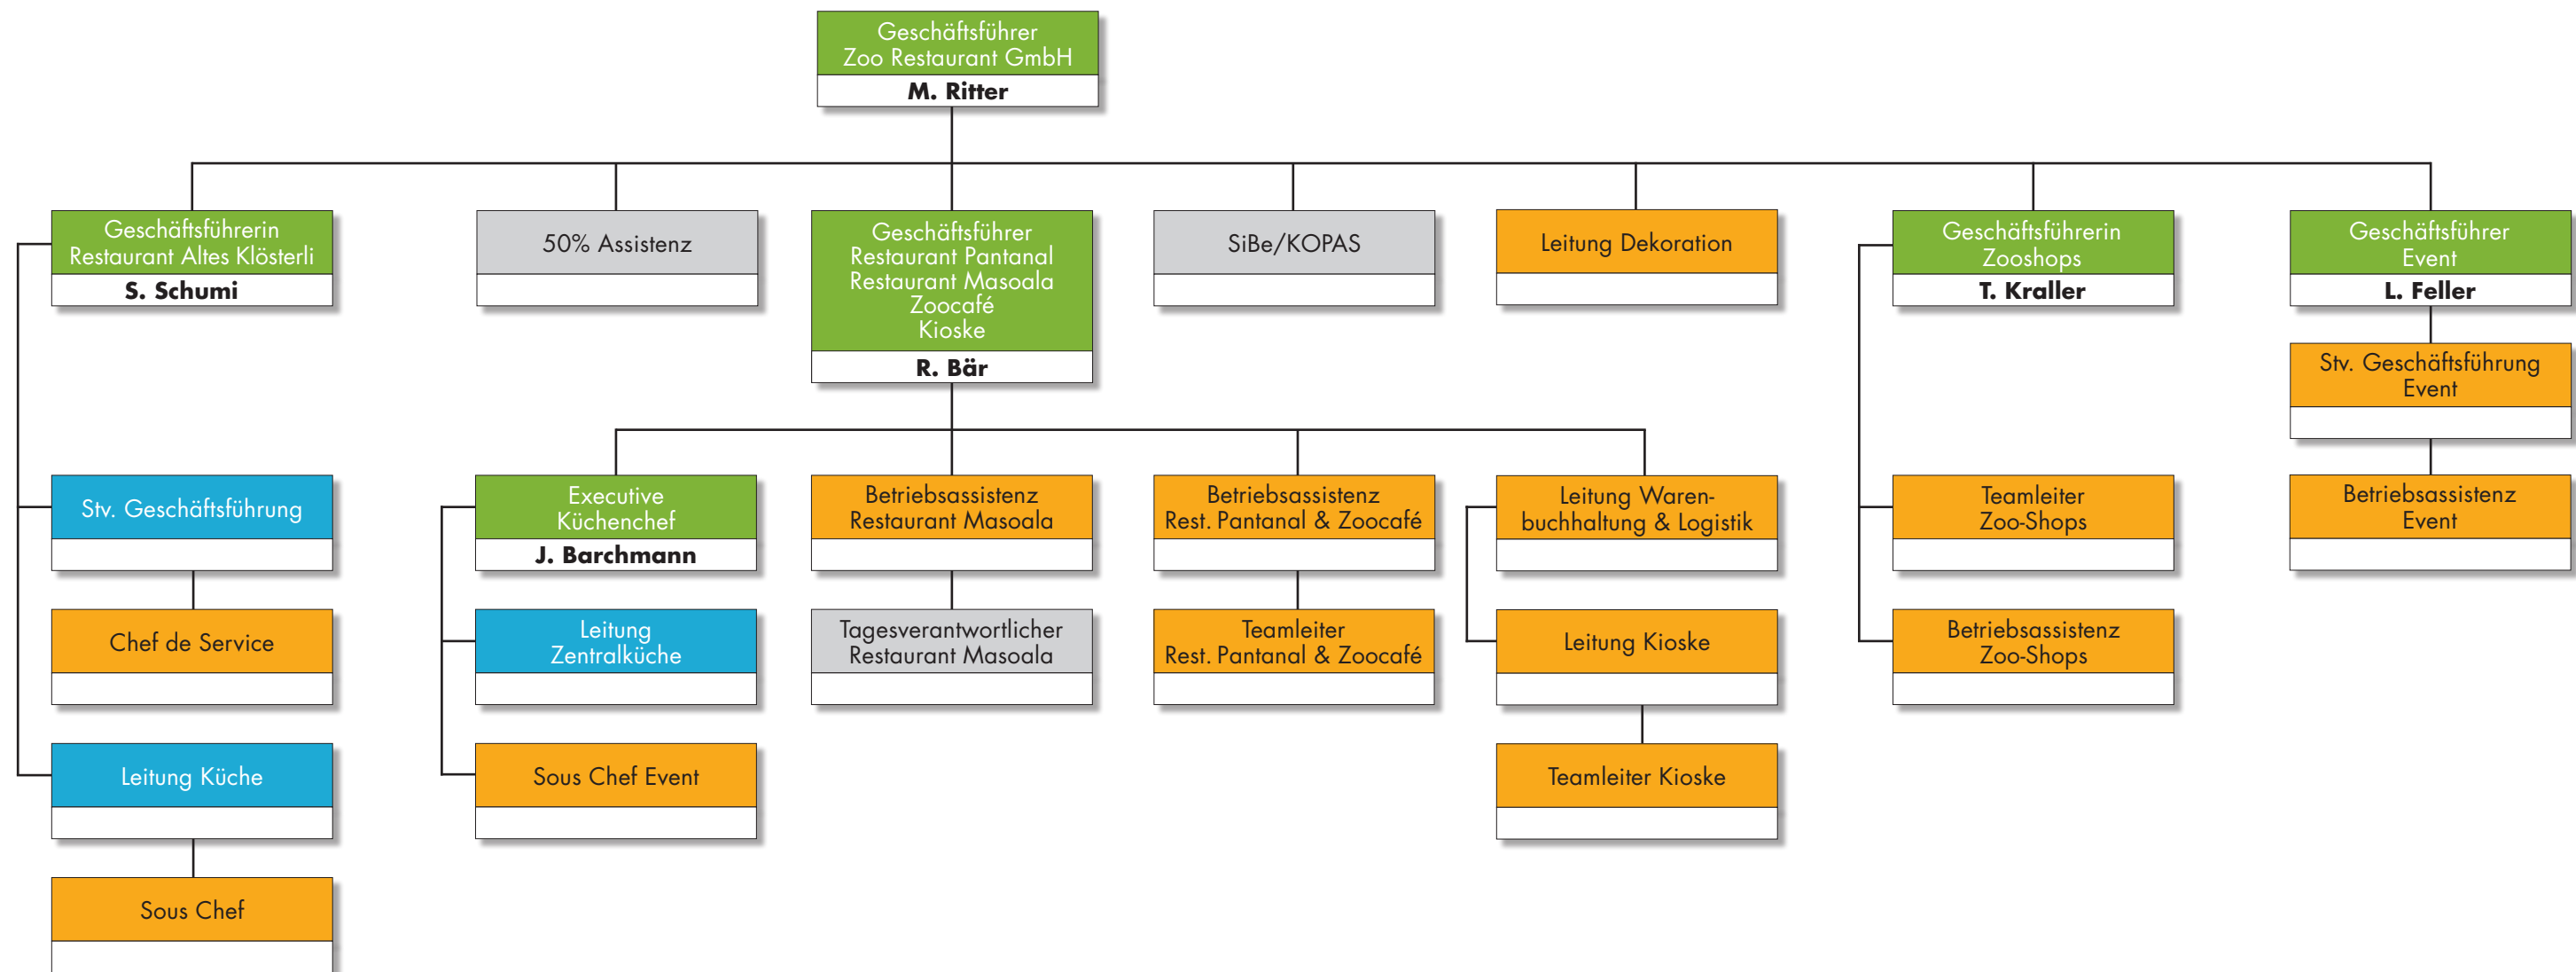 Geschäftsführer
Zoo Restaurant GmbH
M. Ritter
Geschäftsführerin
Restaurant Altes Klösterli
S. Schumi
50% Assistenz
Geschäftsführer
Restaurant Pantanal
Restaurant Masoala
Zoocafé
Kioske
R. Bär
SiBe/KOPAS
Leitung Dekoration
Geschäftsführerin
Zooshops
T. Kraller
Geschäftsführer
Event
L. Feller
Stv. Geschäftsführung
Event
Stv. Geschäftsführung
Executive
Küchenchef
J. Barchmann
Betriebsassistenz
Restaurant Masoala
Betriebsassistenz
Rest. Pantanal & Zoocafé
Leitung Waren-
buchhaltung & Logistik
Teamleiter
Zoo-Shops
Betriebsassistenz
Event
Chef de Service
Leitung
Zentralküche
Tagesverantwortlicher
Restaurant Masoala
Teamleiter
Rest. Pantanal & Zoocafé
Leitung Kioske
Betriebsassistenz
Zoo-Shops
Leitung Küche
Sous Chef Event
Teamleiter Kioske
Sous Chef